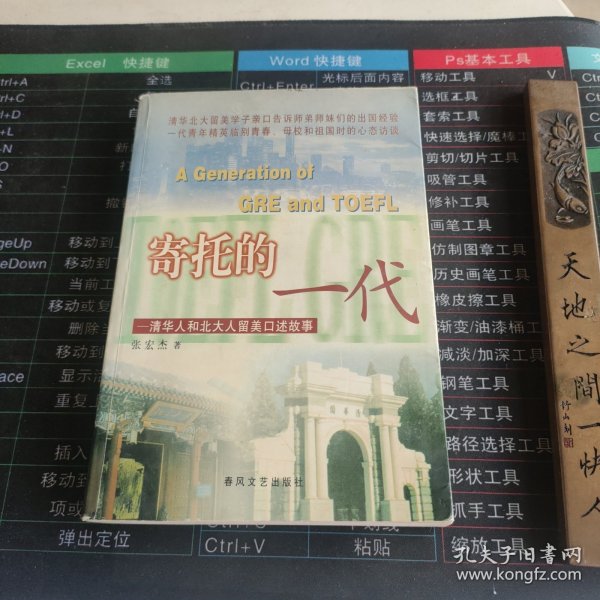 Excel 快捷键
Word 快捷键
Ps基本工具
trl+A
全选
trl+C
trl+D
+L
+N
geUp
移动到
eDown
移动到
当前工
移动或复
删除
移动到
ace
显示
重复上
插入
移动到
项或
弹出定位
Ctrl+Enter
光标后面内容
Ctrl+V
粘贴
移动工具
V
选框工具
套索工具
快速选择/魔棒工
剪切/切片工具
吸管工具
修补工具
画笔工具
仿制图章工具
历史画笔工具
橡皮擦工具
渐变/油漆桶工
减淡/加深工具
钢笔工具
文字工具
路径选择工具
形状工具
抓手工具
缩放工具
清华北大留美学子亲口告诉师弟师妹们的出国经验
一代青年精英临别青春、母校和祖国时的心态访谈
A Generation of
GRE and TOEFL
TOEFL GRE
寄托的
一代
—清华人和北大人留美口述故事
张宏杰 著
清华园
春风文艺出版社
天地之間一快人
竹山刻
孔夫子旧书网
www.kongfz.com